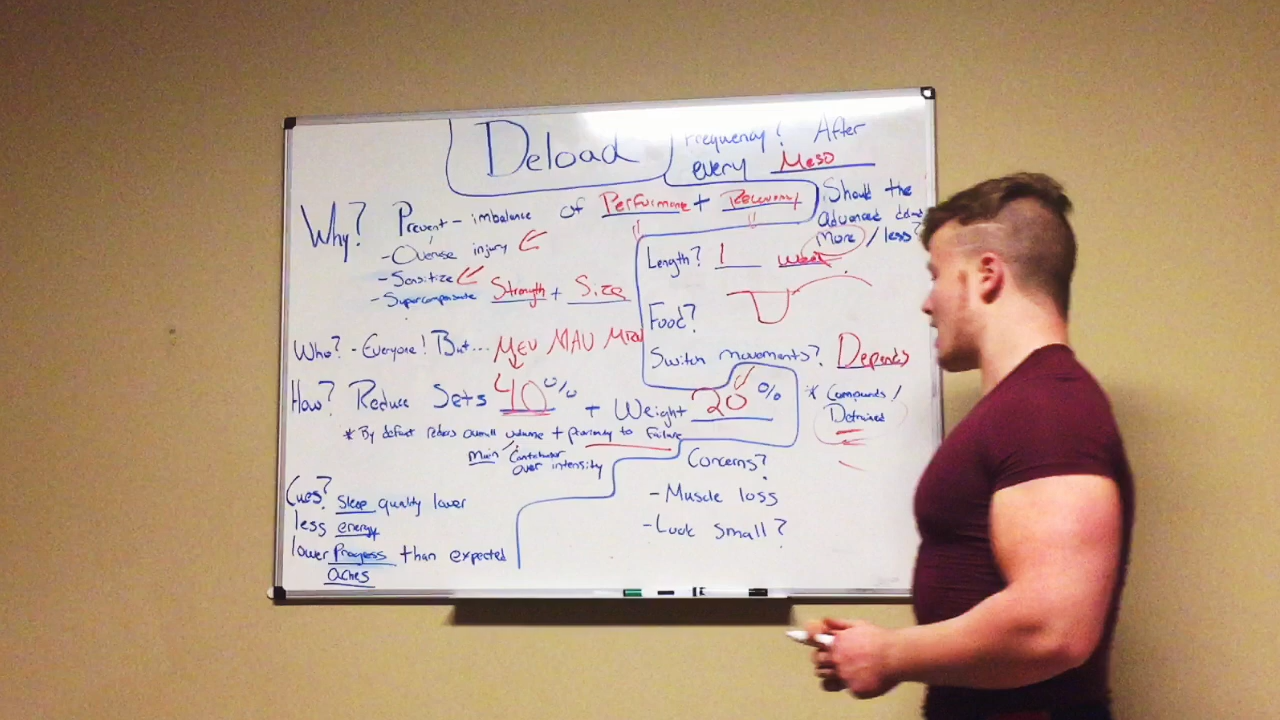 Deload
Frequency? After
every Meso
Why? Prevent - imbalance of Performance + Recovery
- Overuse injury
- Sensitize
- Supercompensate Strength + Size
Should the
advanced
More / less?
Length? 1 week
Food?
Switch movements? Depends
* Compounds /
Detrained
Who? - Everyone! But... MEV MAV MRV
How? Reduce Sets 40% + Weight 20%
* By default reduces overall volume + proximity to failure
Main Contributor
over intensity
Cues? Sleep quality lower
less energy
lower Progress than expected
aches
Concerns?
- Muscle loss
- Look Small?